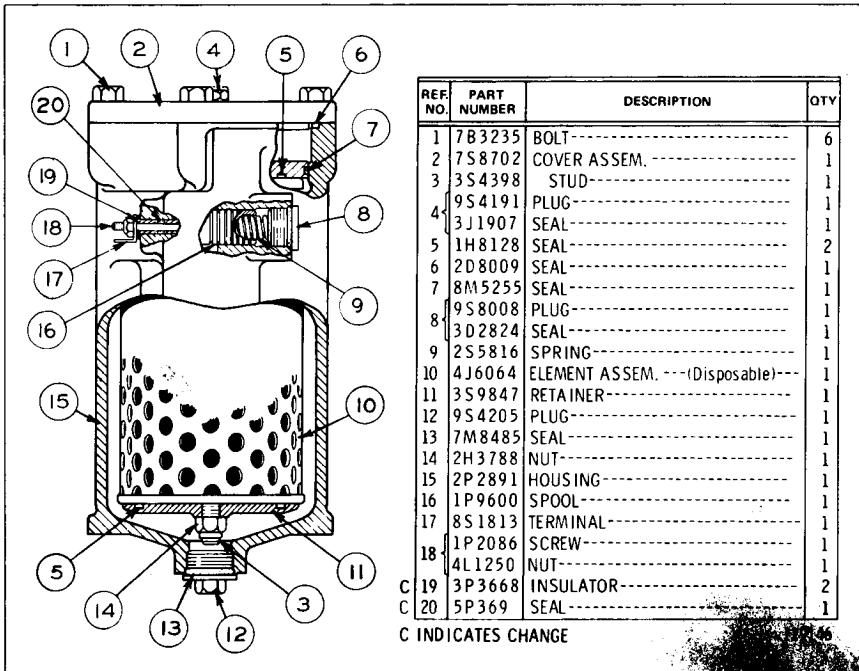 1 2 4 5 6
20
7
19
18 8
17
16 9
15 10
5 14 13 12 3 11
REF. NO. PART NUMBER DESCRIPTION QTY
1 7B3235 BOLT 6
2 7S8702 COVER ASSEM. 1
3 3S4398 STUD 1
4 9S4191 PLUG 1
3J1907 SEAL 1
5 1H8128 SEAL 2
6 2D8009 SEAL 1
7 8M5255 SEAL 1
8 9S8008 PLUG 1
3D2824 SEAL 1
9 2S5816 SPRING 1
10 4J6064 ELEMENT ASSEM. ---(Disposable)--- 1
11 3S9847 RETAINER 1
12 9S4205 PLUG 1
13 7M8485 SEAL 1
14 2H3788 NUT 1
15 2P2891 HOUSING 1
16 1P9600 SPOOL 1
17 8S1813 TERMINAL 1
18 1P2086 SCREW 1
4L1250 NUT 1
C 19 3P3668 INSULATOR 2
C 20 5P369 SEAL 1
C INDICATES CHANGE